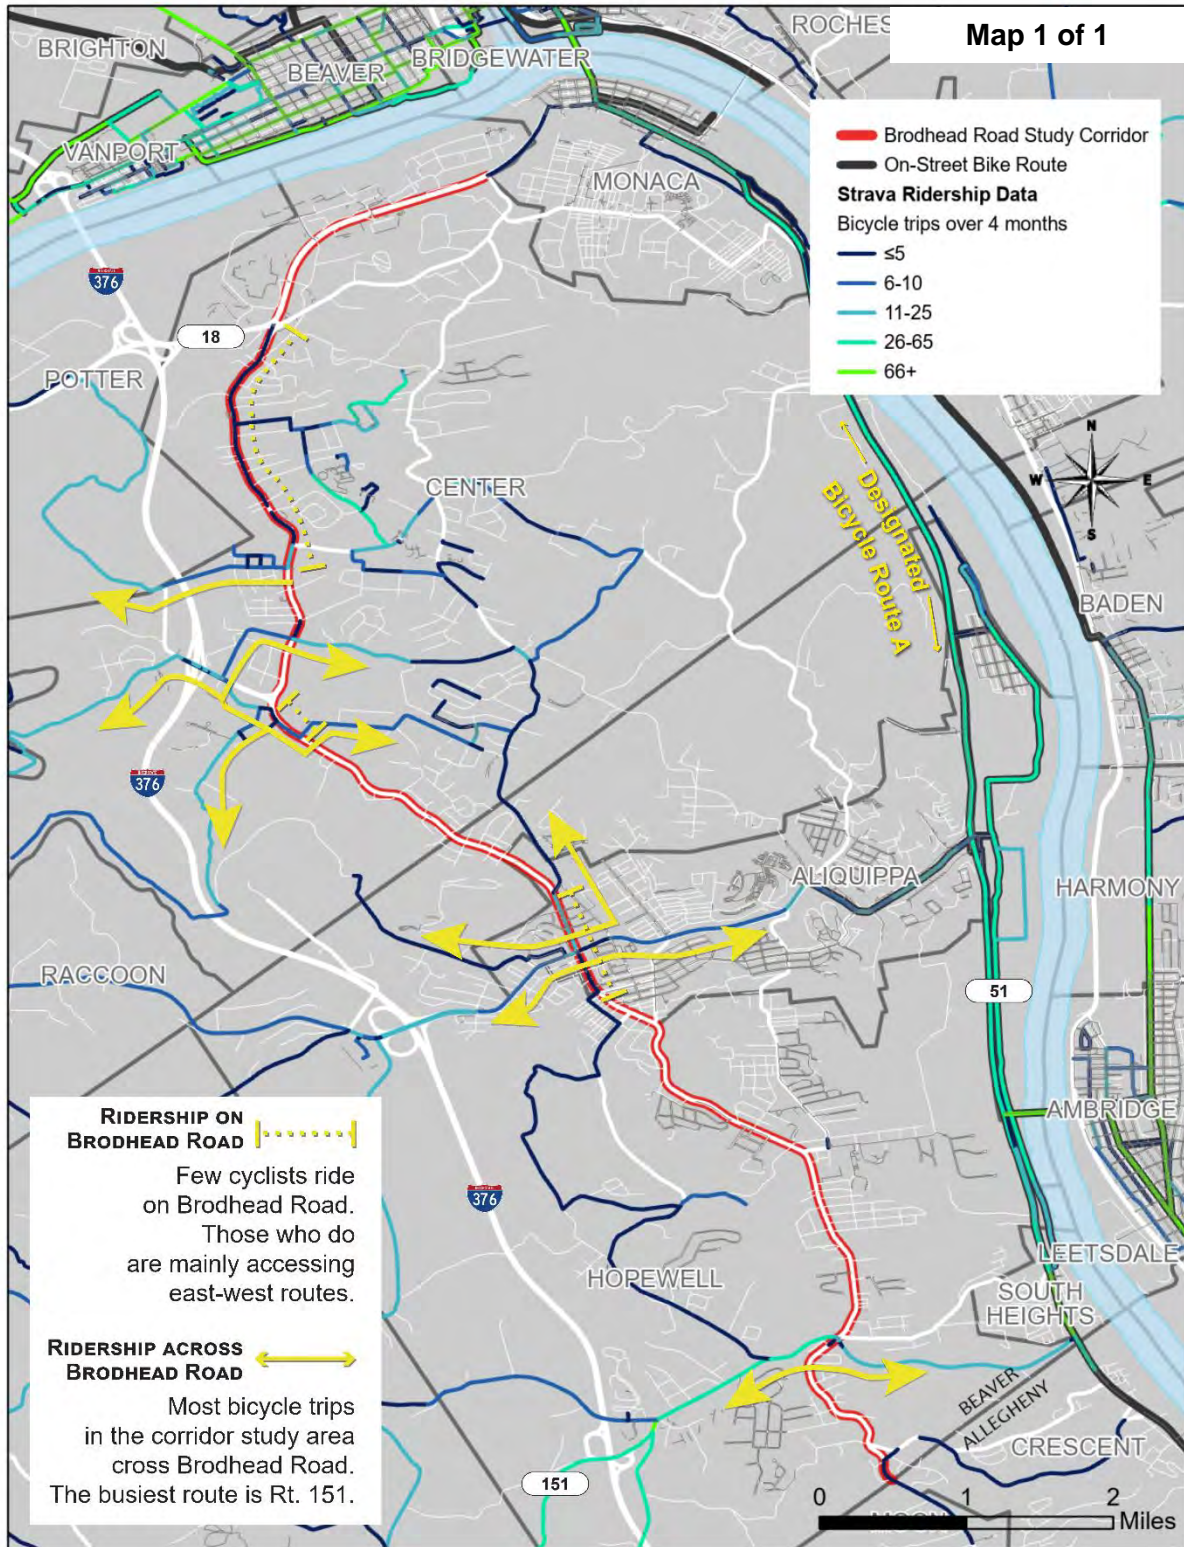 Map 1 of 1
BRIGHTON
BEAVER
BRIDGEWATER
ROCHES
VANPORT
MONACA
Brodhead Road Study Corridor
On-Street Bike Route
Strava Ridership Data
Bicycle trips over 4 months
≤5
6-10
11-25
26-65
66+
376
18
POTTER
CENTER
N
W
E
S
Designated
Bicycle Route A
BADEN
376
ALIQUIPPA
HARMONY
RACCOON
51
AMBRIDGE
376
HOPEWELL
LEETSDALE
SOUTH
HEIGHTS
BEAVER
ALLEGHENY
CRESCENT
151
MOON
RIDERSHIP ON
BRODHEAD ROAD
Few cyclists ride
on Brodhead Road.
Those who do
are mainly accessing
east-west routes.
RIDERSHIP ACROSS
BRODHEAD ROAD
Most bicycle trips
in the corridor study area
cross Brodhead Road.
The busiest route is Rt. 151.
0 1 2
Miles